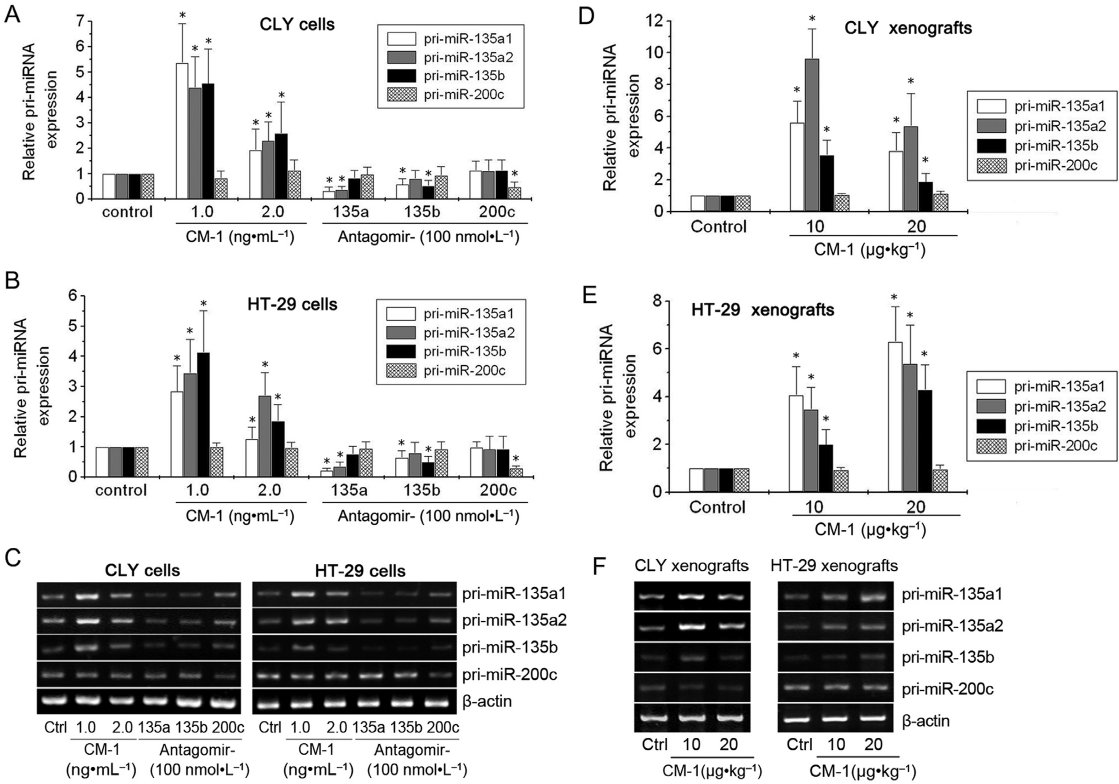 A
CLY cells
Relative pri-miRNA
expression
7
6
5
4
3
2
1
0
* * *
* * *
* *
* *
*
pri-miR-135a1
pri-miR-135a2
pri-miR-135b
pri-miR-200c
control
1.0
2.0
135a
135b
200c
CM-1 (ng•mL⁻¹)
Antagomir- (100 nmol•L⁻¹)
B
HT-29 cells
Relative pri-miRNA
expression
6
5
4
3
2
1
0
* * *
* * *
* *
* *
*
pri-miR-135a1
pri-miR-135a2
pri-miR-135b
pri-miR-200c
control
1.0
2.0
135a
135b
200c
CM-1 (ng•mL⁻¹)
Antagomir- (100 nmol•L⁻¹)
C
CLY cells
HT-29 cells
pri-miR-135a1
pri-miR-135a2
pri-miR-135b
pri-miR-200c
β-actin
Ctrl 1.0 2.0 135a 135b 200c
Ctrl 1.0 2.0 135a 135b 200c
CM-1
Antagomir-
CM-1
Antagomir-
(ng•mL⁻¹)
(100 nmol•L⁻¹)
(ng•mL⁻¹)
(100 nmol•L⁻¹)
D
CLY xenografts
Relative pri-miRNA
expression
12
10
8
6
4
2
0
* * *
* * *
pri-miR-135a1
pri-miR-135a2
pri-miR-135b
pri-miR-200c
Control
10
20
CM-1 (μg•kg⁻¹)
E
HT-29 xenografts
Relative pri-miRNA
expression
8
6
4
2
0
* * *
* * *
pri-miR-135a1
pri-miR-135a2
pri-miR-135b
pri-miR-200c
Control
10
20
CM-1 (μg•kg⁻¹)
F
CLY xenografts
HT-29 xenografts
pri-miR-135a1
pri-miR-135a2
pri-miR-135b
pri-miR-200c
β-actin
Ctrl 10 20
Ctrl 10 20
CM-1(μg•kg⁻¹)
CM-1(μg•kg⁻¹)